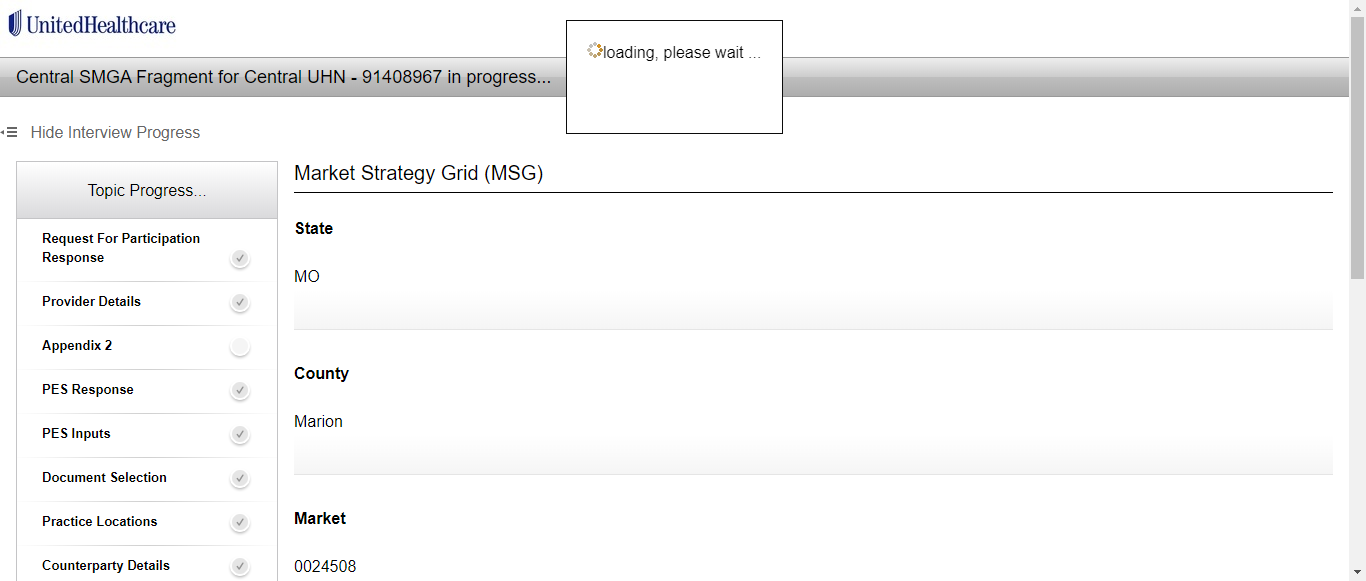 UnitedHealthcare
loading, please wait ...
Central SMGA Fragment for Central UHN - 91408967 in progress...
Hide Interview Progress
Topic Progress...
Request For Participation
Response
Provider Details
Appendix 2
PES Response
PES Inputs
Document Selection
Practice Locations
Counterparty Details
Market Strategy Grid (MSG)
State
MO
County
Marion
Market
0024508